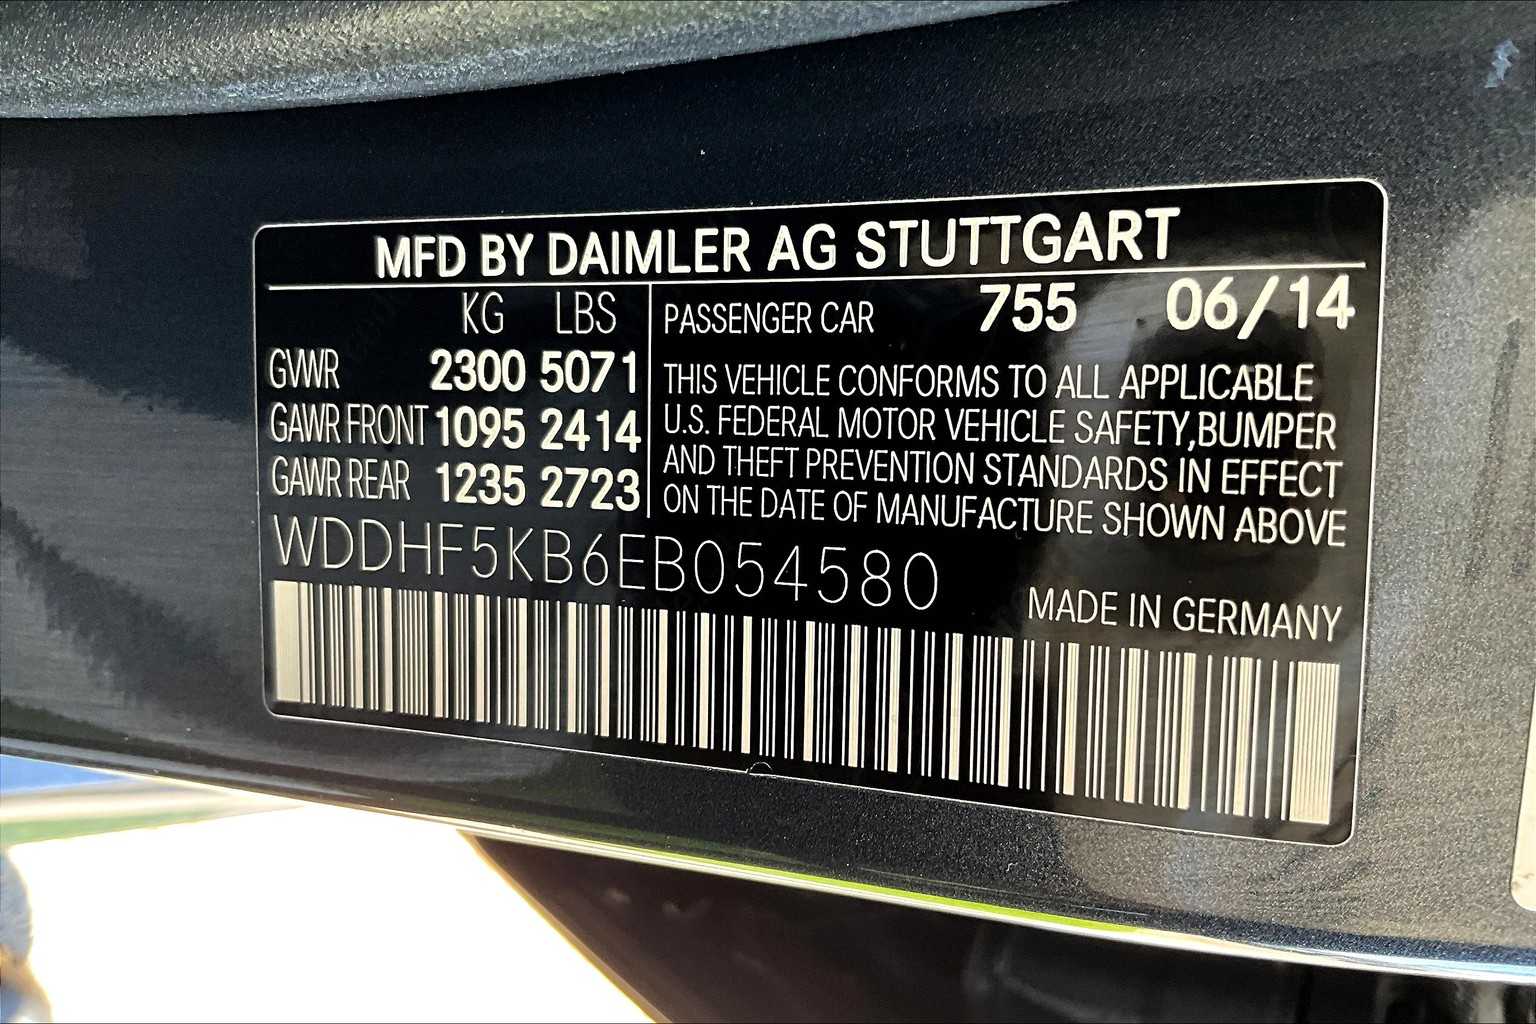 MFD BY DAIMLER AG STUTTGART
KG LBS
GVWR 2300 5071
GAWR FRONT 1095 2414
GAWR REAR 1235 2723
PASSENGER CAR 755 06/14
THIS VEHICLE CONFORMS TO ALL APPLICABLE
U.S. FEDERAL MOTOR VEHICLE SAFETY,BUMPER
AND THEFT PREVENTION STANDARDS IN EFFECT
ON THE DATE OF MANUFACTURE SHOWN ABOVE
WDDHF5KB6EB054580
MADE IN GERMANY